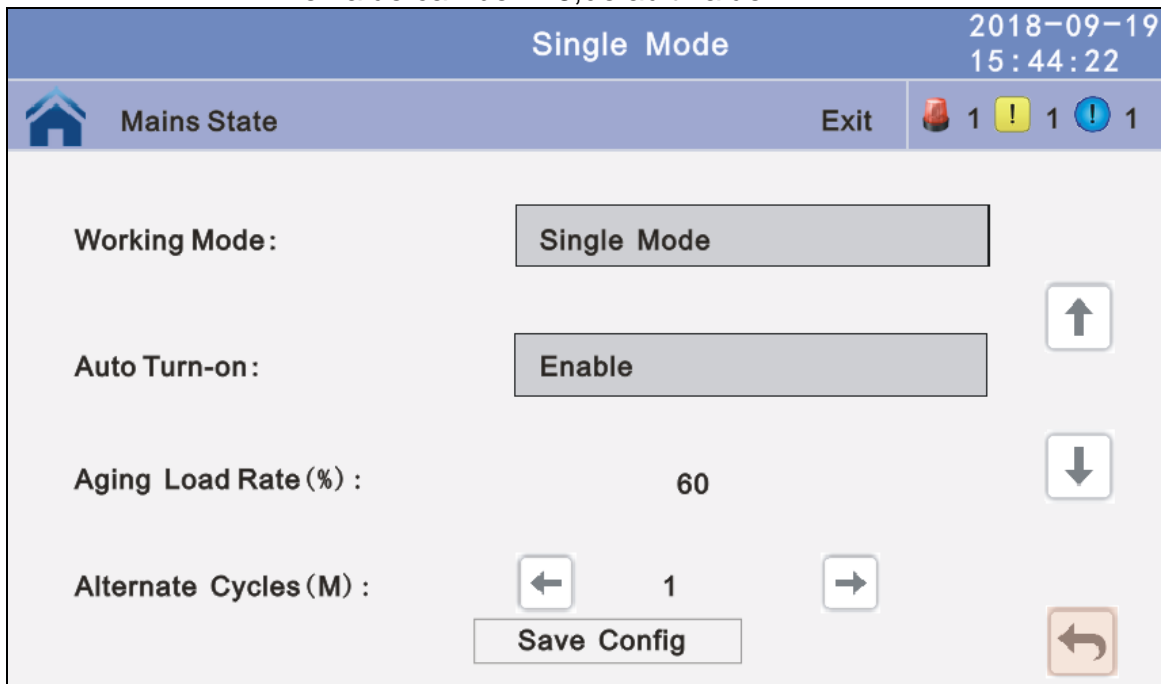 Single Mode
2018-09-19
15:44:22
Mains State
Exit
1 ! 1 ! 1
Working Mode:
Single Mode
Auto Turn-on:
Enable
Aging Load Rate(%):
60
Alternate Cycles(M):
1
Save Config